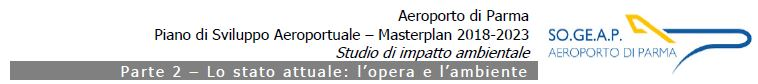 Aeroporto di Parma
Piano di Sviluppo Aeroportuale – Masterplan 2018-2023
Studio di impatto ambientale
Parte 2 – Lo stato attuale: l'opera e l'ambiente
SO.GE.A.P.
AEROPORTO DI PARMA